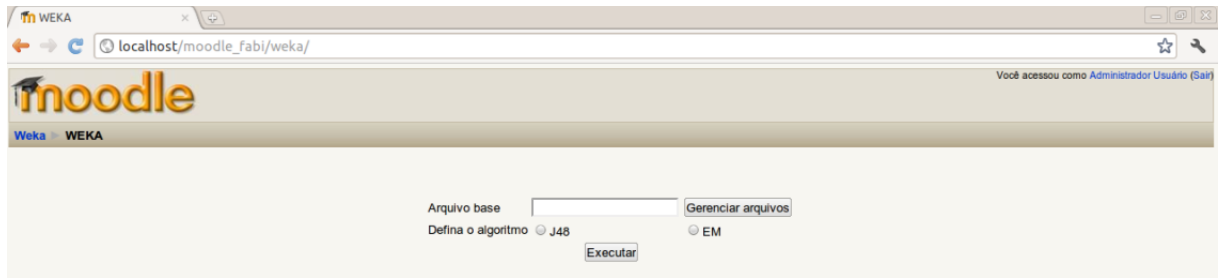 WEKA
localhost/moodle_fabi/weka/
moodle
Você acessou como Administrador Usuário (Sair)
Weka ► WEKA
Arquivo base Gerenciar arquivos
Defina o algoritmo J48 EM
Executar